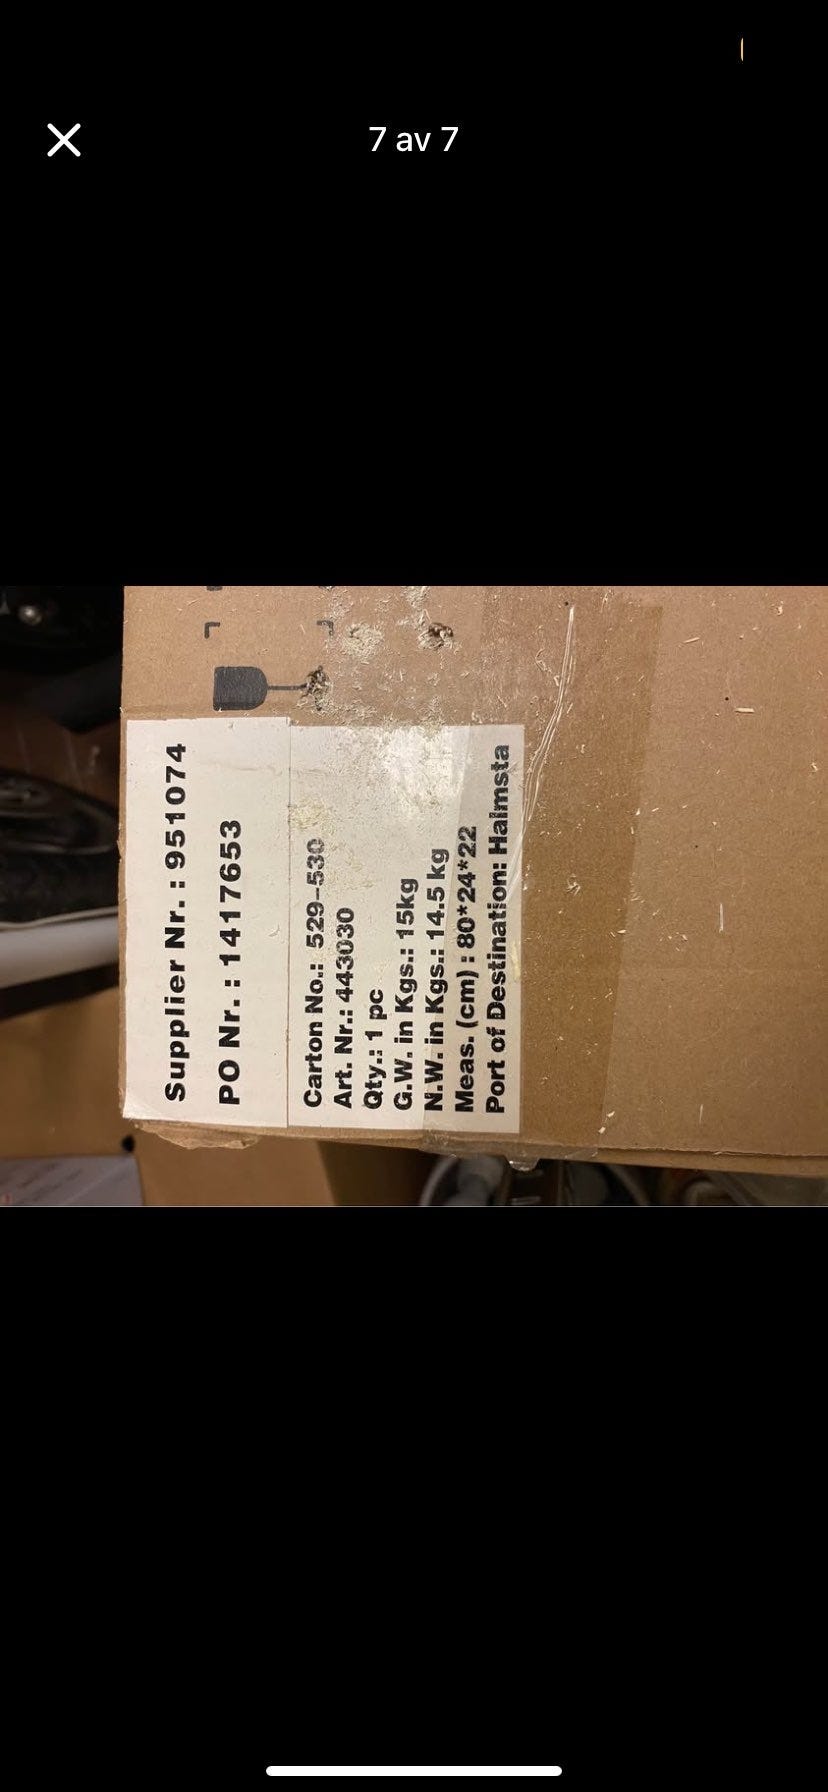 7 av 7
Supplier Nr. : 951074
PO Nr. : 1417653
Carton No.: 529-530
Art. Nr.: 443030
Qty.: 1 pc
G.W. in Kgs.: 15kg
N.W. in Kgs.: 14.5 kg
Meas. (cm) : 80*24*22
Port of Destination: Halmsta